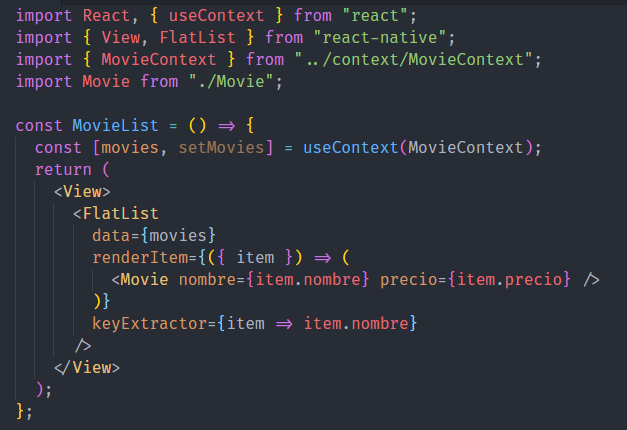 import React, { useContext } from "react";
import { View, FlatList } from "react-native";
import { MovieContext } from "../context/MovieContext";
import Movie from "./Movie";

const MovieList = () => {
  const [movies, setMovies] = useContext(MovieContext);
  return (
    <View>
      <FlatList
        data={movies}
        renderItem={({ item }) => (
          <Movie nombre={item.nombre} precio={item.precio} />
        )}
        keyExtractor={item => item.nombre}
      />
    </View>
  );
};